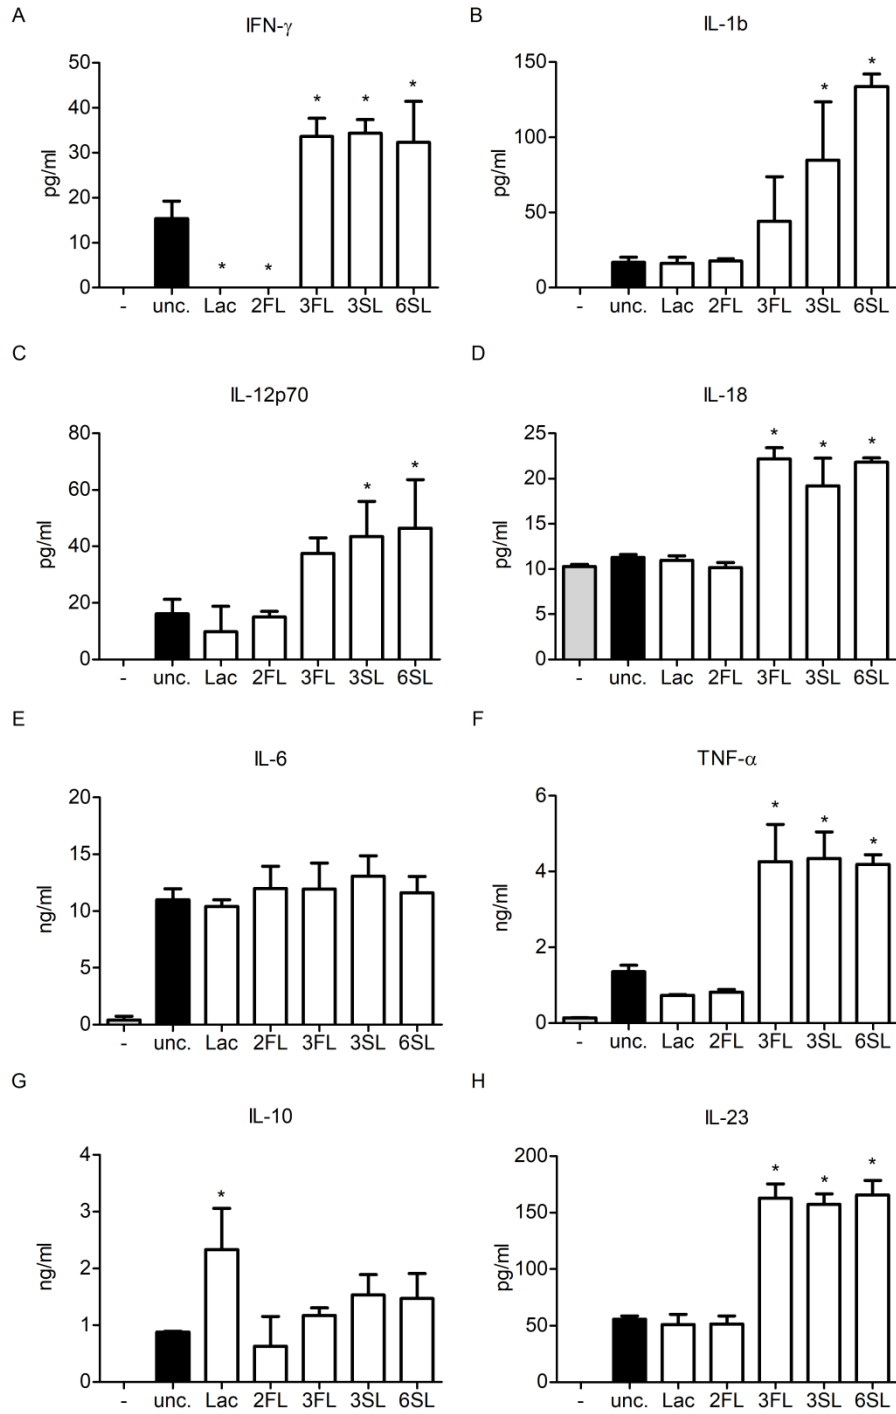 A
IFN-γ
50
40
30
20
10
0
pg/ml
* * * * *
- unc. Lac 2FL 3FL 3SL 6SL
B
IL-1b
150
100
50
0
pg/ml
* *
- unc. Lac 2FL 3FL 3SL 6SL
C
IL-12p70
80
60
40
20
0
pg/ml
* *
- unc. Lac 2FL 3FL 3SL 6SL
D
IL-18
25
20
15
10
5
0
pg/ml
* * *
- unc. Lac 2FL 3FL 3SL 6SL
E
IL-6
20
15
10
5
0
ng/ml
- unc. Lac 2FL 3FL 3SL 6SL
F
TNF-α
6
4
2
0
ng/ml
* * *
- unc. Lac 2FL 3FL 3SL 6SL
G
IL-10
4
3
2
1
0
ng/ml
*
- unc. Lac 2FL 3FL 3SL 6SL
H
IL-23
200
150
100
50
0
pg/ml
* * *
- unc. Lac 2FL 3FL 3SL 6SL